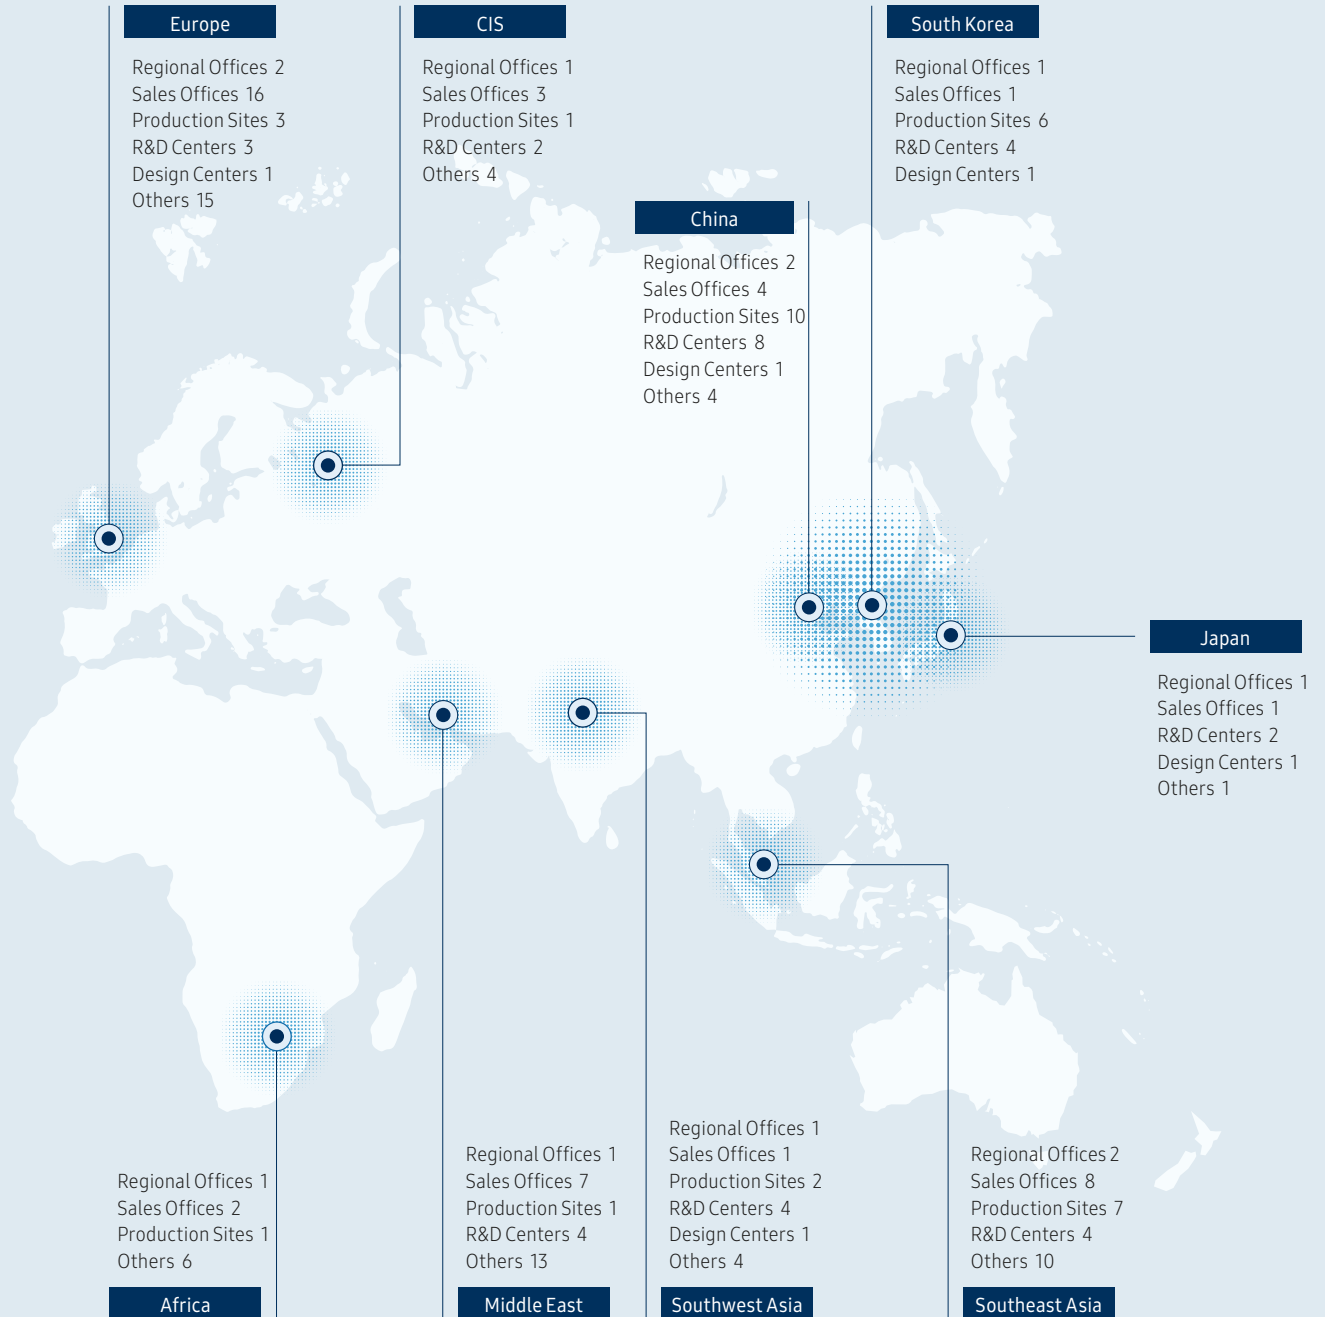 Europe
Regional Offices 2
Sales Offices 16
Production Sites 3
R&D Centers 3
Design Centers 1
Others 15
CIS
Regional Offices 1
Sales Offices 3
Production Sites 1
R&D Centers 2
Others 4
South Korea
Regional Offices 1
Sales Offices 1
Production Sites 6
R&D Centers 4
Design Centers 1
China
Regional Offices 2
Sales Offices 4
Production Sites 10
R&D Centers 8
Design Centers 1
Others 4
Japan
Regional Offices 1
Sales Offices 1
R&D Centers 2
Design Centers 1
Others 1
Regional Offices 1
Sales Offices 2
Production Sites 1
Others 6
Africa
Regional Offices 1
Sales Offices 7
Production Sites 1
R&D Centers 4
Others 13
Middle East
Regional Offices 1
Sales Offices 1
Production Sites 2
R&D Centers 4
Design Centers 1
Others 4
Southwest Asia
Regional Offices 2
Sales Offices 8
Production Sites 7
R&D Centers 4
Others 10
Southeast Asia